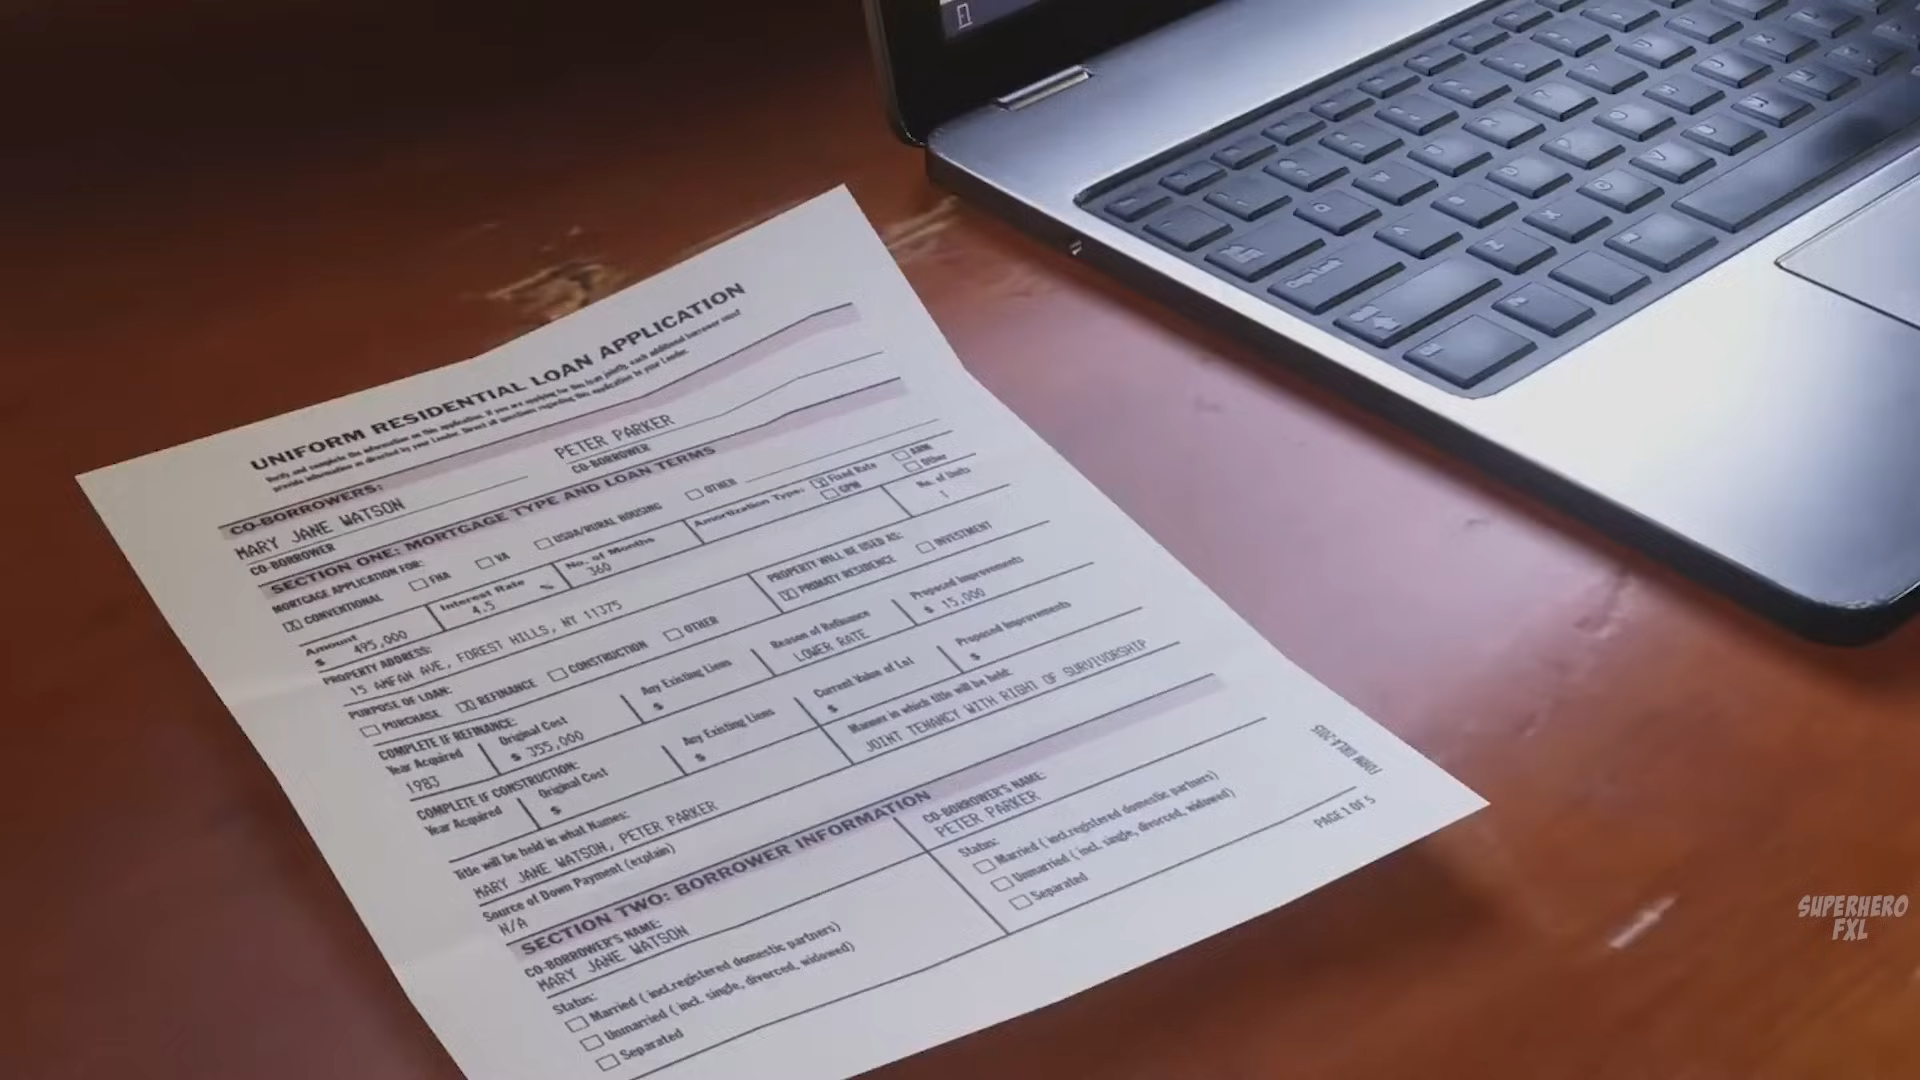 UNIFORM RESIDENTIAL LOAN APPLICATION
Verify and complete the information on this application. If you are applying for this loan jointly, each additional borrower must
provide information as directed by your Lender. Direct all questions regarding this application to your Lender.
CO-BORROWERS:
MARY JANE WATSON PETER PARKER
CO-BORROWER CO-BORROWER
SECTION ONE: MORTGAGE TYPE AND LOAN TERMS
MORTGAGE APPLICATION FOR:
X CONVENTIONAL FHA VA USDA/RURAL HOUSING OTHER
Amount
$ 495,000
Interest Rate
4.5 %
No. of Months
360
Amortization Type: X Fixed Rate ARM
GPM Other
No. of Units
1
PROPERTY ADDRESS:
15 AMFAN AVE, FOREST HILLS, NY 11375
PROPERTY WILL BE USED AS:
X PRIMATY RESIDENCE INVESTMENT
PURPOSE OF LOAN:
PURCHASE X REFINANCE CONSTRUCTION OTHER
COMPLETE IF REFINANCE:
Year Acquired
1983
Original Cost
$ 355,000
Any Existing Liens
$
Reason of Refinance
LOWER RATE
Proposed Improvements
$ 15,000
COMPLETE IF CONSTRUCTION:
Year Acquired
Original Cost
$
Any Existing Liens
$
Current Value of Lot
$
Proposed Improvements
$
Title will be held in what Names:
MARY JANE WATSON, PETER PARKER
Manner in which title will be held:
JOINT TENANCY WITH RIGHT OF SURVIVORSHIP
Source of Down Payment (explain)
N/A
SECTION TWO: BORROWER INFORMATION
CO-BORROWER'S NAME:
MARY JANE WATSON
Status:
Married ( incl.registered domestic partners)
Unmarried ( incl. single, divorced, widowed)
Separated
CO-BORROWER'S NAME:
PETER PARKER
Status:
Married ( incl.registered domestic partners)
Unmarried ( incl. single, divorced, widowed)
Separated
PAGE 1 OF 5
SUPERHERO
FXL